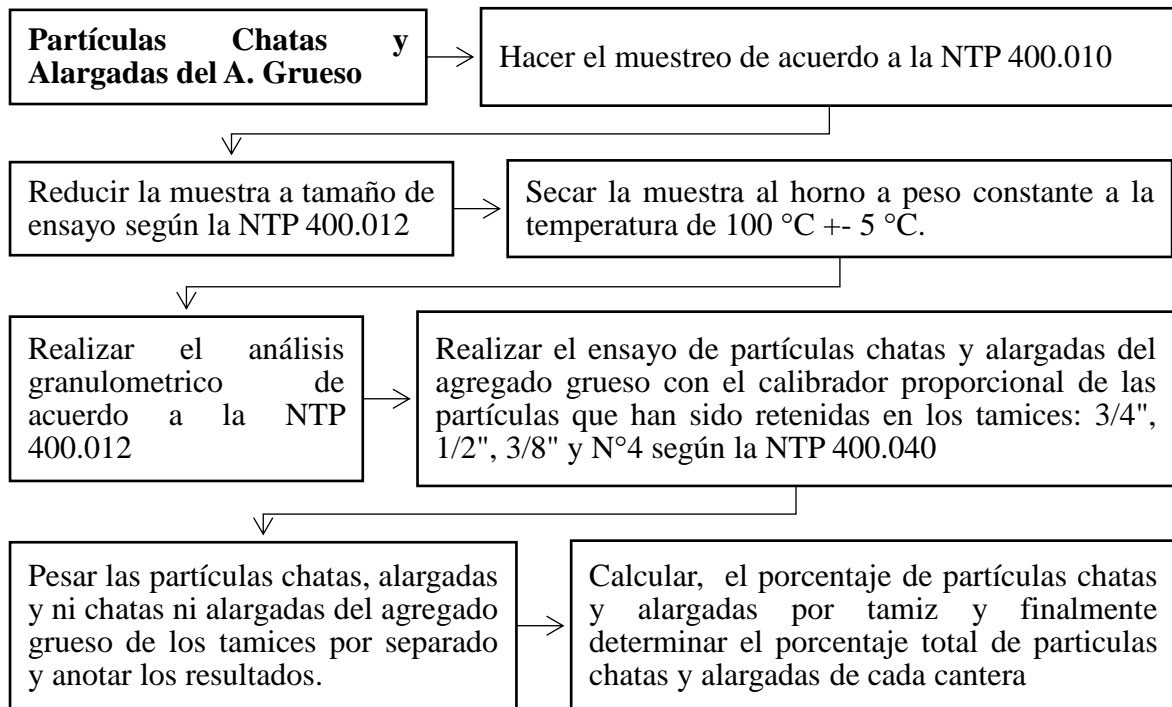 Partículas Chatas y
Alargadas del A. Grueso
Hacer el muestreo de acuerdo a la NTP 400.010
Reducir la muestra a tamaño de
ensayo según la NTP 400.012
Secar la muestra al horno a peso constante a la
temperatura de 100 °C +- 5 °C.
Realizar el análisis
granulometrico de
acuerdo a la NTP
400.012
Realizar el ensayo de partículas chatas y alargadas del
agregado grueso con el calibrador proporcional de las
partículas que han sido retenidas en los tamices: 3/4",
1/2", 3/8" y N°4 según la NTP 400.040
Pesar las partículas chatas, alargadas
y ni chatas ni alargadas del agregado
grueso de los tamices por separado
y anotar los resultados.
Calcular, el porcentaje de partículas chatas
y alargadas por tamiz y finalmente
determinar el porcentaje total de particulas
chatas y alargadas de cada cantera